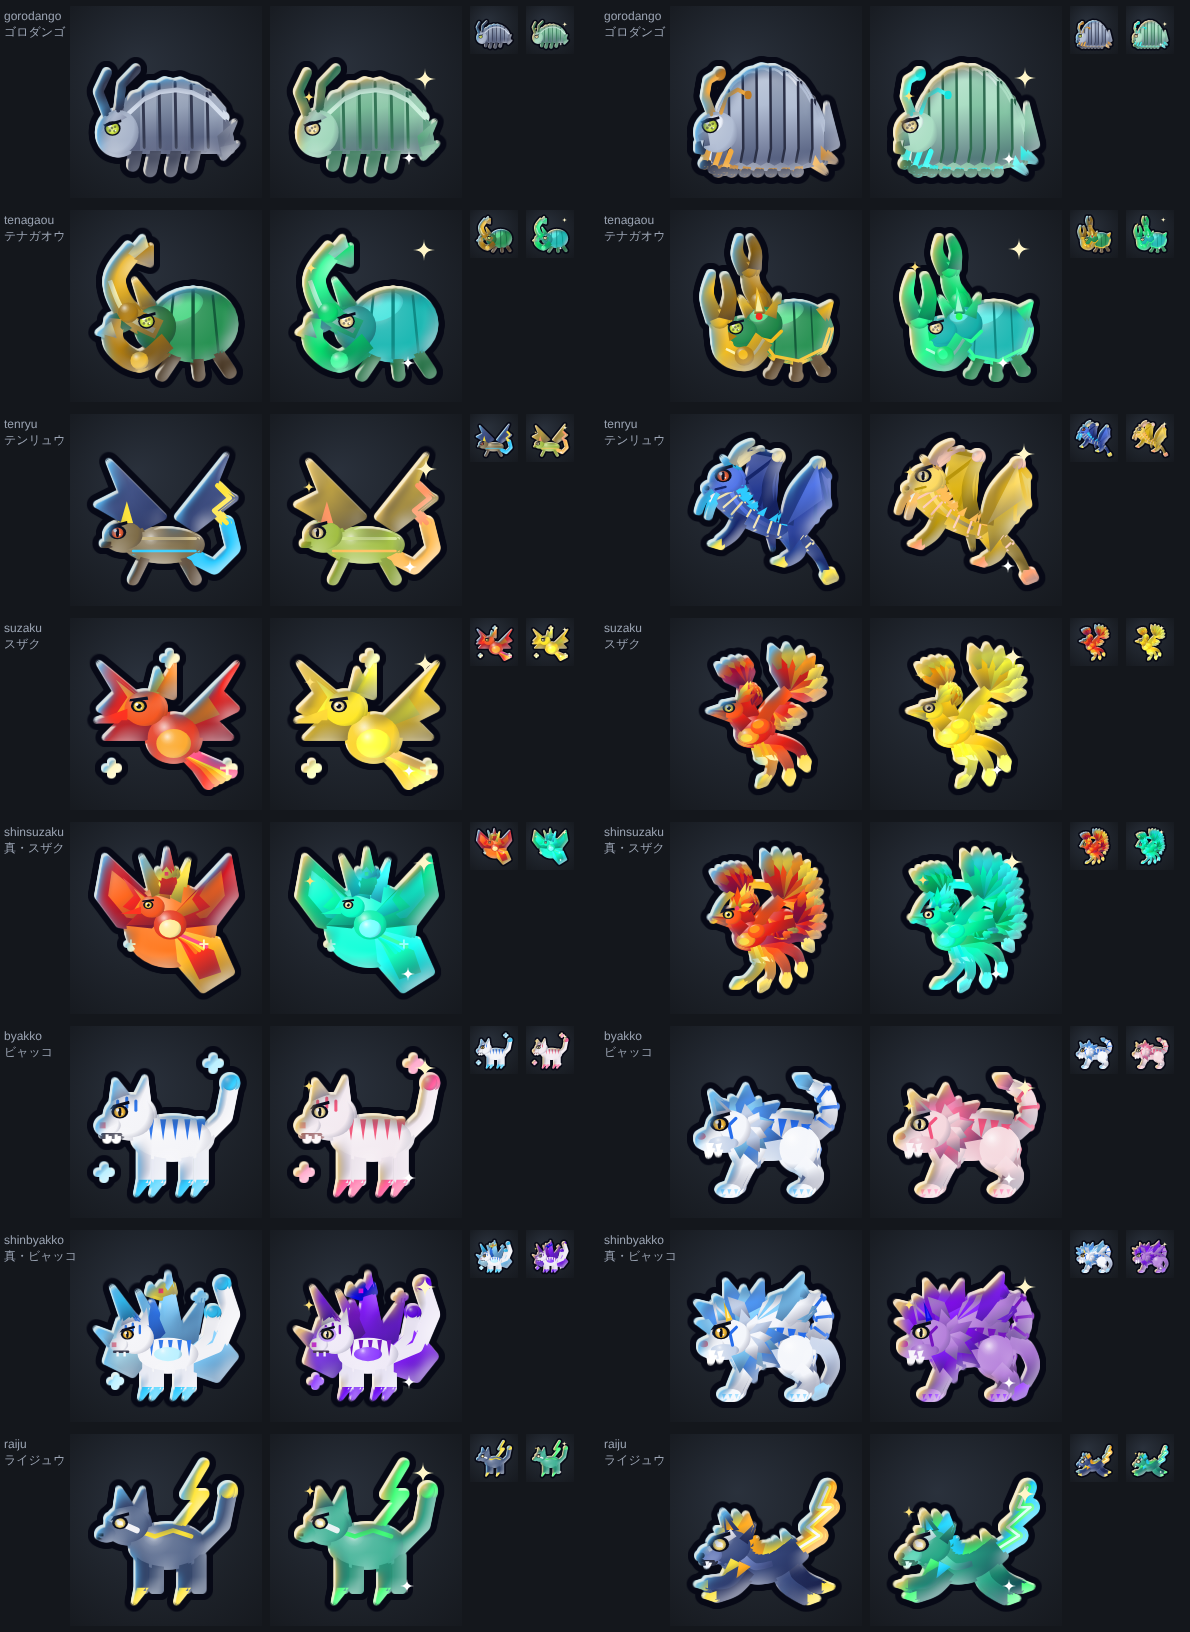 gorodango
ゴロダンゴ
gorodango
ゴロダンゴ
tenagaou
テナガオウ
tenagaou
テナガオウ
tenryu
テンリュウ
tenryu
テンリュウ
suzaku
スザク
suzaku
スザク
shinsuzaku
真・スザク
shinsuzaku
真・スザク
byakko
ビャッコ
byakko
ビャッコ
shinbyakko
真・ビャッコ
shinbyakko
真・ビャッコ
raiju
ライジュウ
raiju
ライジュウ